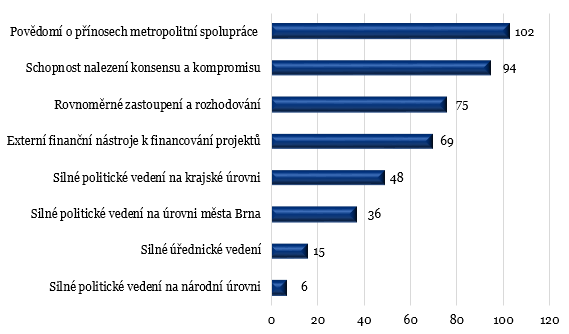 Povědomí o přínosech metropolitní spolupráce 102
Schopnost nalezení konsensu a kompromisu 94
Rovnoměrné zastoupení a rozhodování 75
Externí finanční nástroje k financování projektů 69
Silné politické vedení na krajské úrovni 48
Silné politické vedení na úrovni města Brna 36
Silné úřednické vedení 15
Silné politické vedení na národní úrovni 6
0 20 40 60 80 100 120